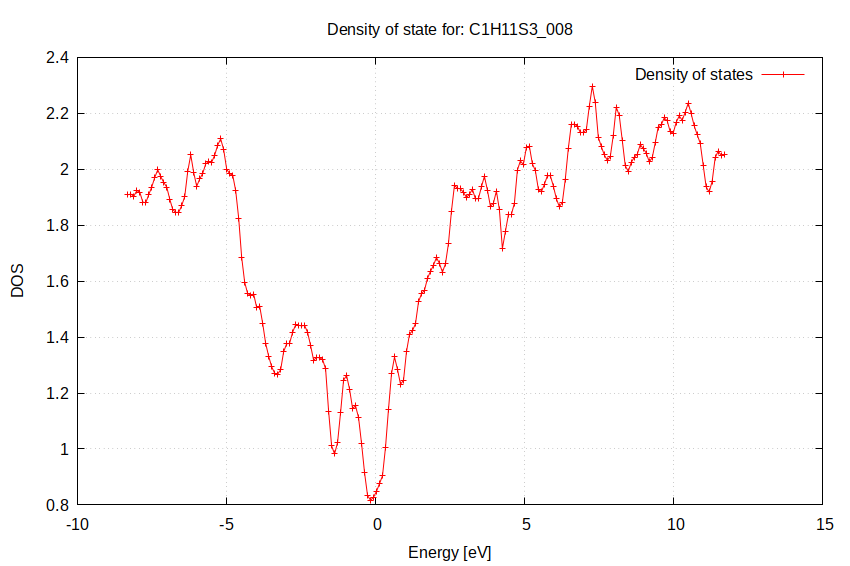 Density of state for: C1H11S3_008
Density of states
2.4
2.2
2
1.8
1.6
1.4
1.2
1
0.8
DOS
-10 -5 0 5 10 15
Energy [eV]